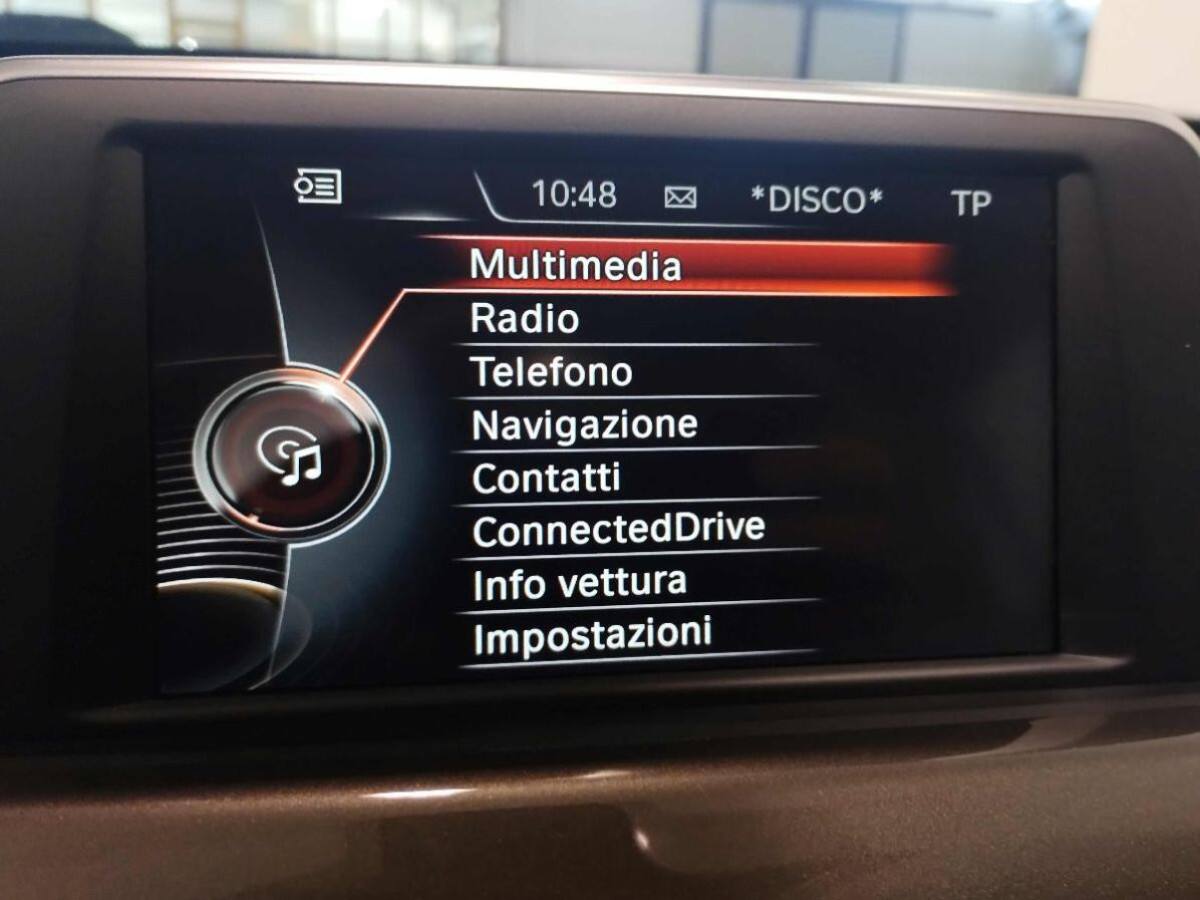 10:48 *DISCO* TP
Multimedia
Radio
Telefono
Navigazione
Contatti
ConnectedDrive
Info vettura
Impostazioni